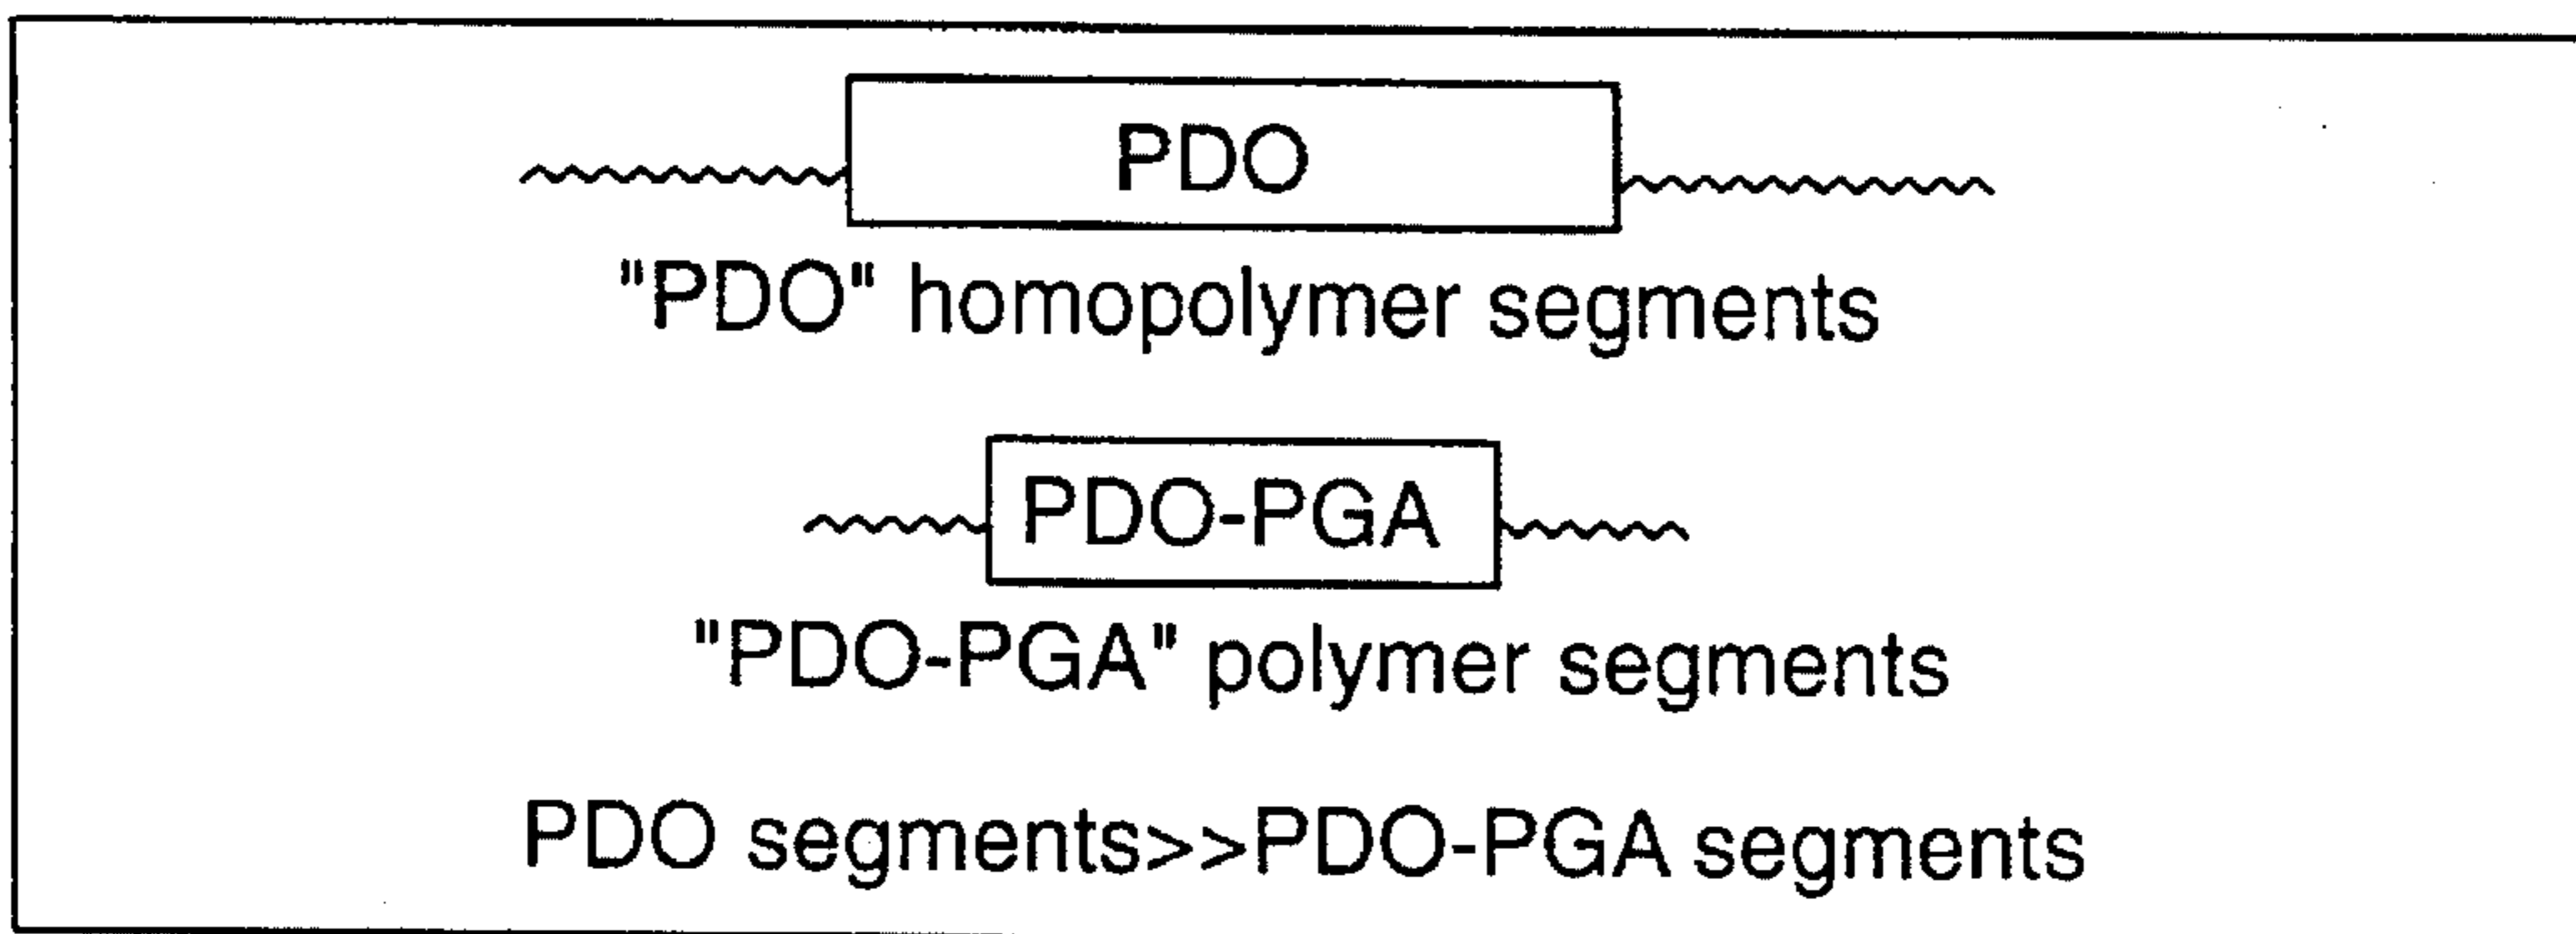 PDO
"PDO" homopolymer segments
PDO-PGA
"PDO-PGA" polymer segments
PDO segments>>PDO-PGA segments